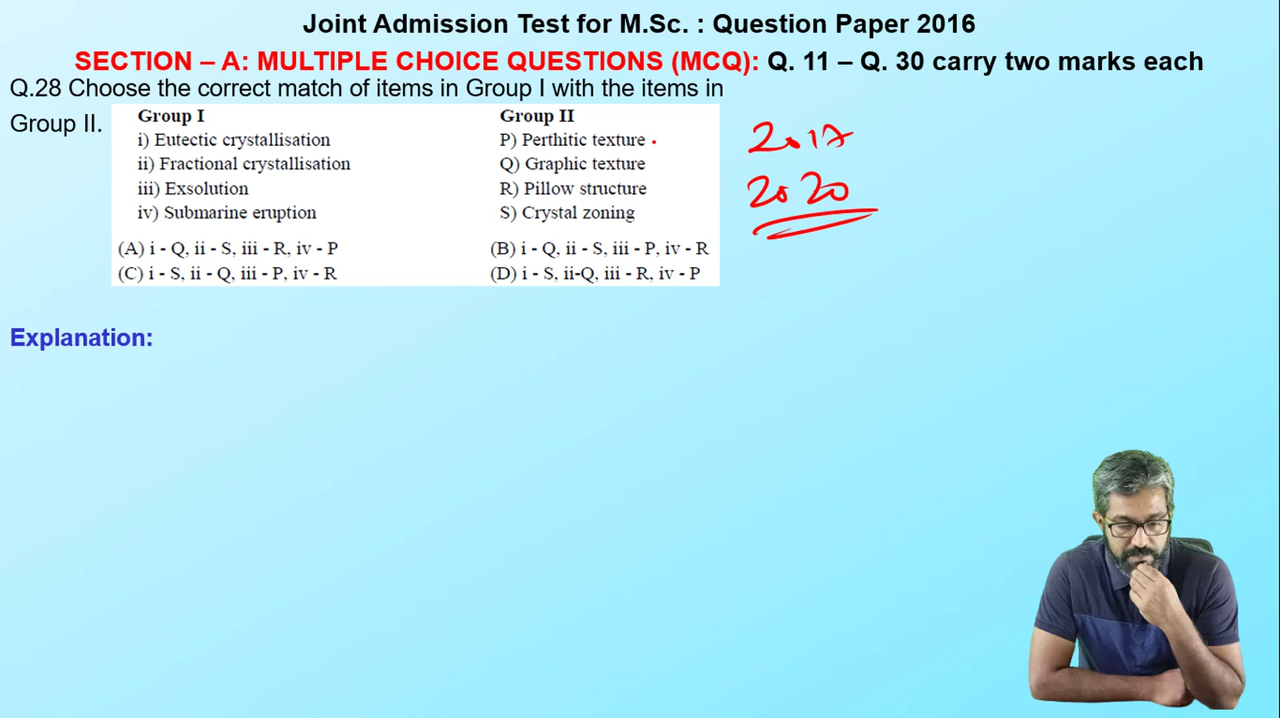 Joint Admission Test for M.Sc. : Question Paper 2016
SECTION – A: MULTIPLE CHOICE QUESTIONS (MCQ): Q. 11 – Q. 30 carry two marks each
Q.28 Choose the correct match of items in Group I with the items in
Group II.
Group I Group II
i) Eutectic crystallisation P) Perthitic texture
ii) Fractional crystallisation Q) Graphic texture
iii) Exsolution R) Pillow structure
iv) Submarine eruption S) Crystal zoning
(A) i - Q, ii - S, iii - R, iv - P (B) i - Q, ii - S, iii - P, iv - R
(C) i - S, ii - Q, iii - P, iv - R (D) i - S, ii-Q, iii - R, iv - P
2017
2020
Explanation: